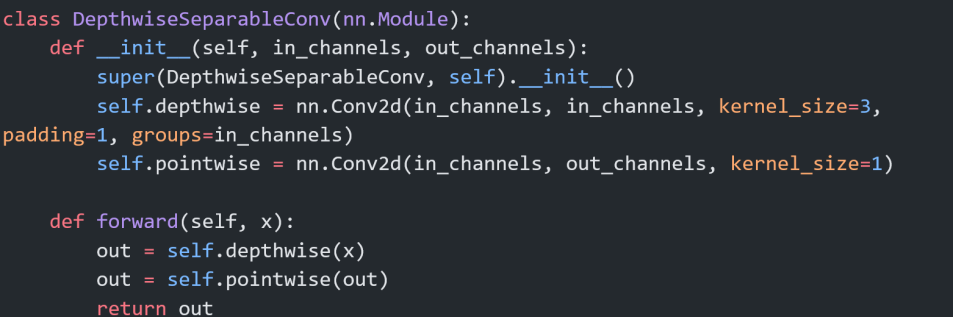 class DepthwiseSeparableConv(nn.Module):
    def __init__(self, in_channels, out_channels):
        super(DepthwiseSeparableConv, self).__init__()
        self.depthwise = nn.Conv2d(in_channels, in_channels, kernel_size=3,
padding=1, groups=in_channels)
        self.pointwise = nn.Conv2d(in_channels, out_channels, kernel_size=1)
    def forward(self, x):
        out = self.depthwise(x)
        out = self.pointwise(out)
        return out